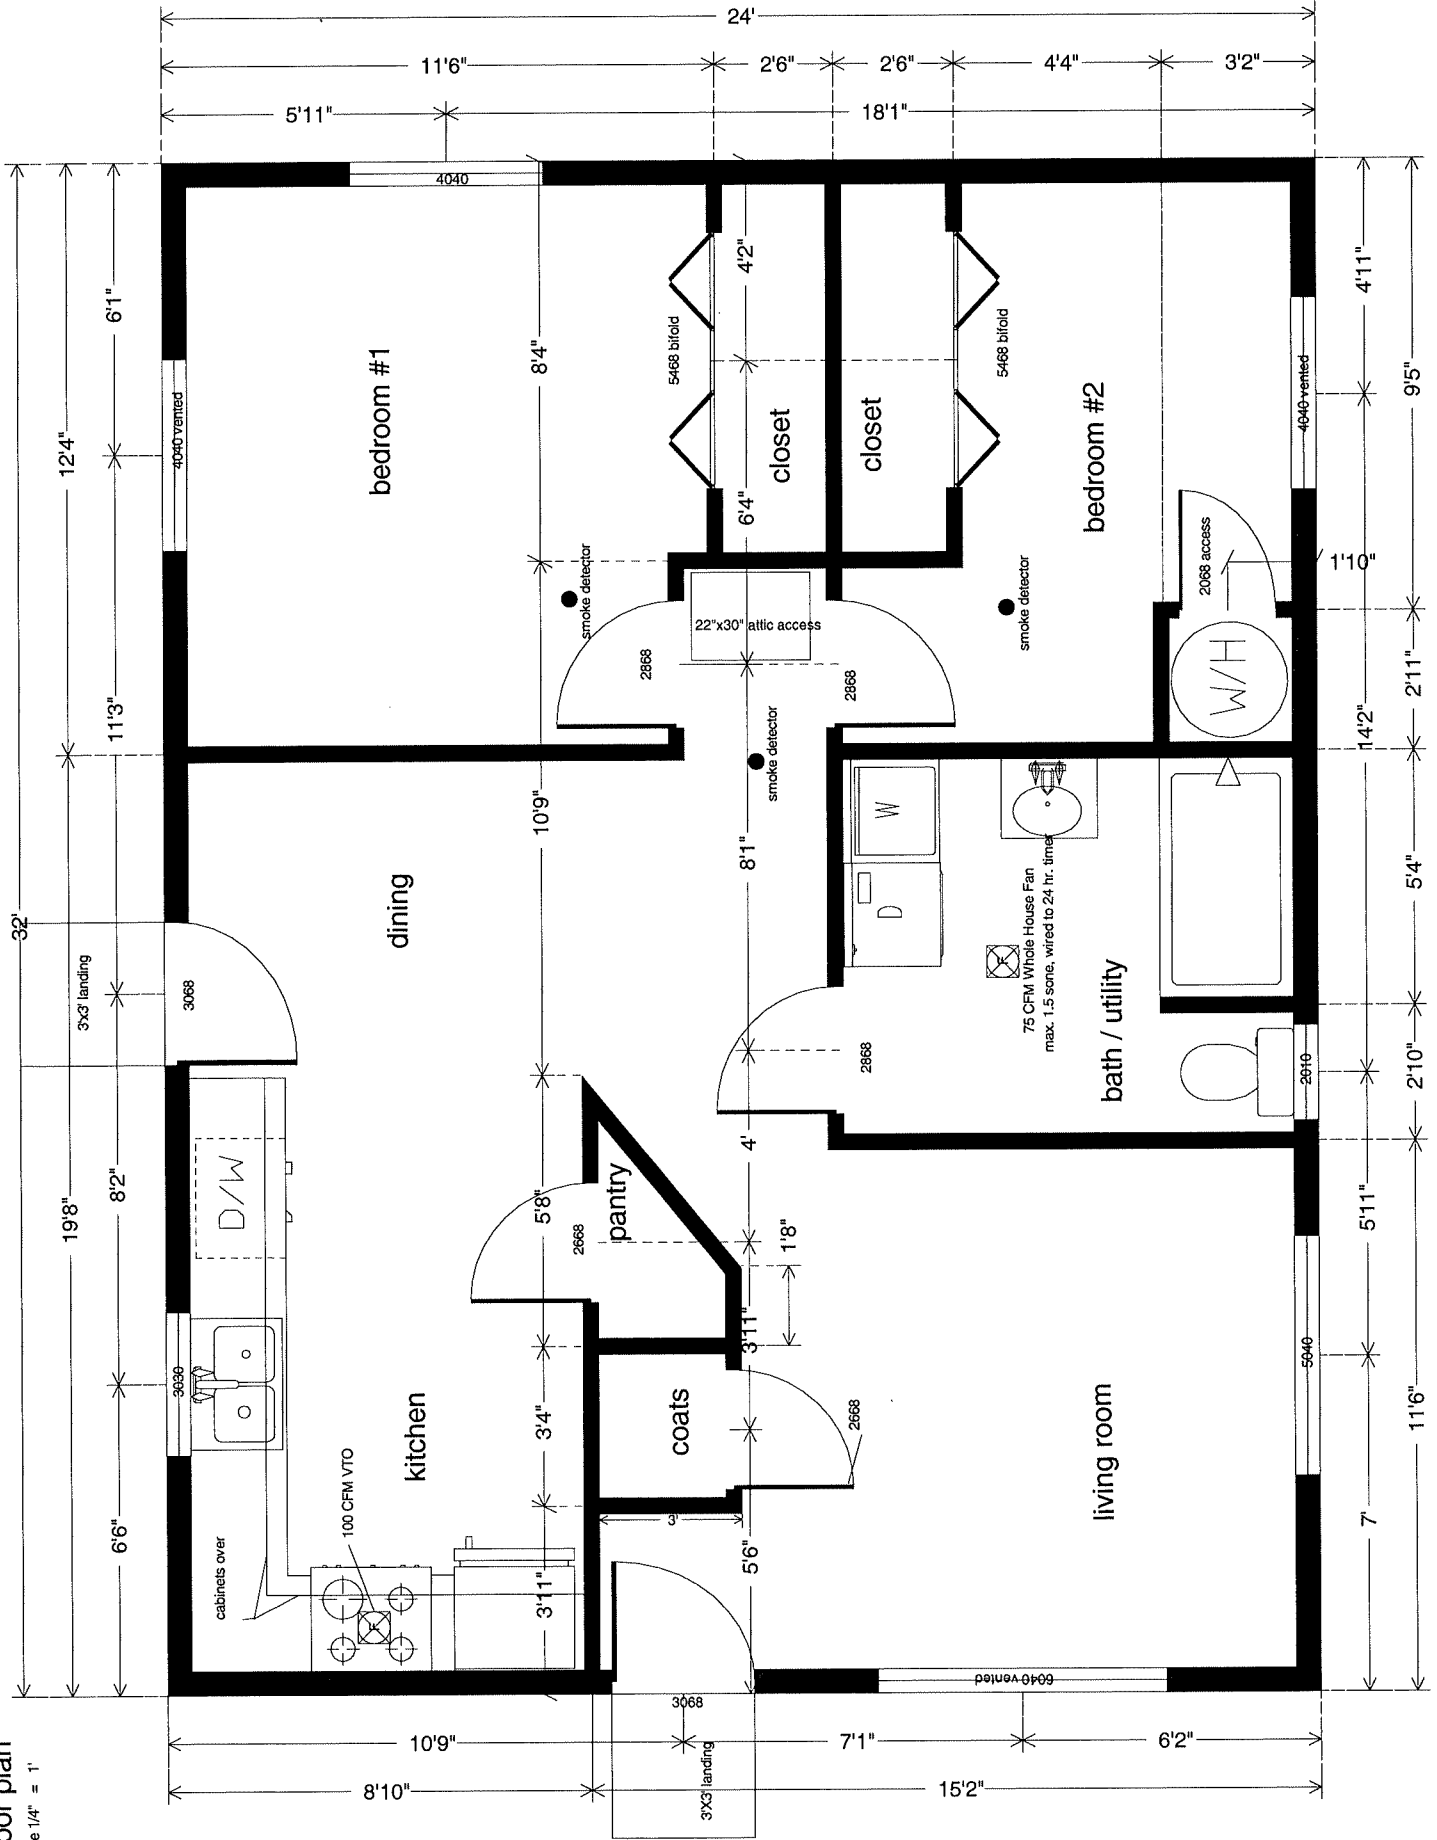 24'
11'6"
2'6"
2'6"
4'4"
3'2"
5'11"
18'1"
32'
12'4"
19'8"
6'1"
11'3"
8'2"
6'6"
3'x3' landing
4040
4040 vented
bedroom #1
8'4"
5468 bifold
4'2"
closet
6'4"
closet
5468 bifold
bedroom #2
4040 vented
4'11"
9'5"
smoke detector
22"x30" attic access
2868
2868
smoke detector
smoke detector
2068 access
1'10"
W/H
2'11"
14'2"
3068
dining
10'9"
8'1"
W
D
F
75 CFM Whole House Fan
max. 1.5 sone, wired to 24 hr. timer
bath / utility
2868
2010
5'4"
2'10"
D/W
5'8"
pantry
2668
4'
1'8"
3'11"
5'11"
3030
kitchen
3'4"
coats
2668
living room
5040
11'6"
7'
cabinets over
100 CFM VTO
F
3'11"
3'
5'6"
3068
6040 vented
10'9"
7'1"
6'2"
8'10"
3'X3' landing
15'2"
plan
1/4" = 1'